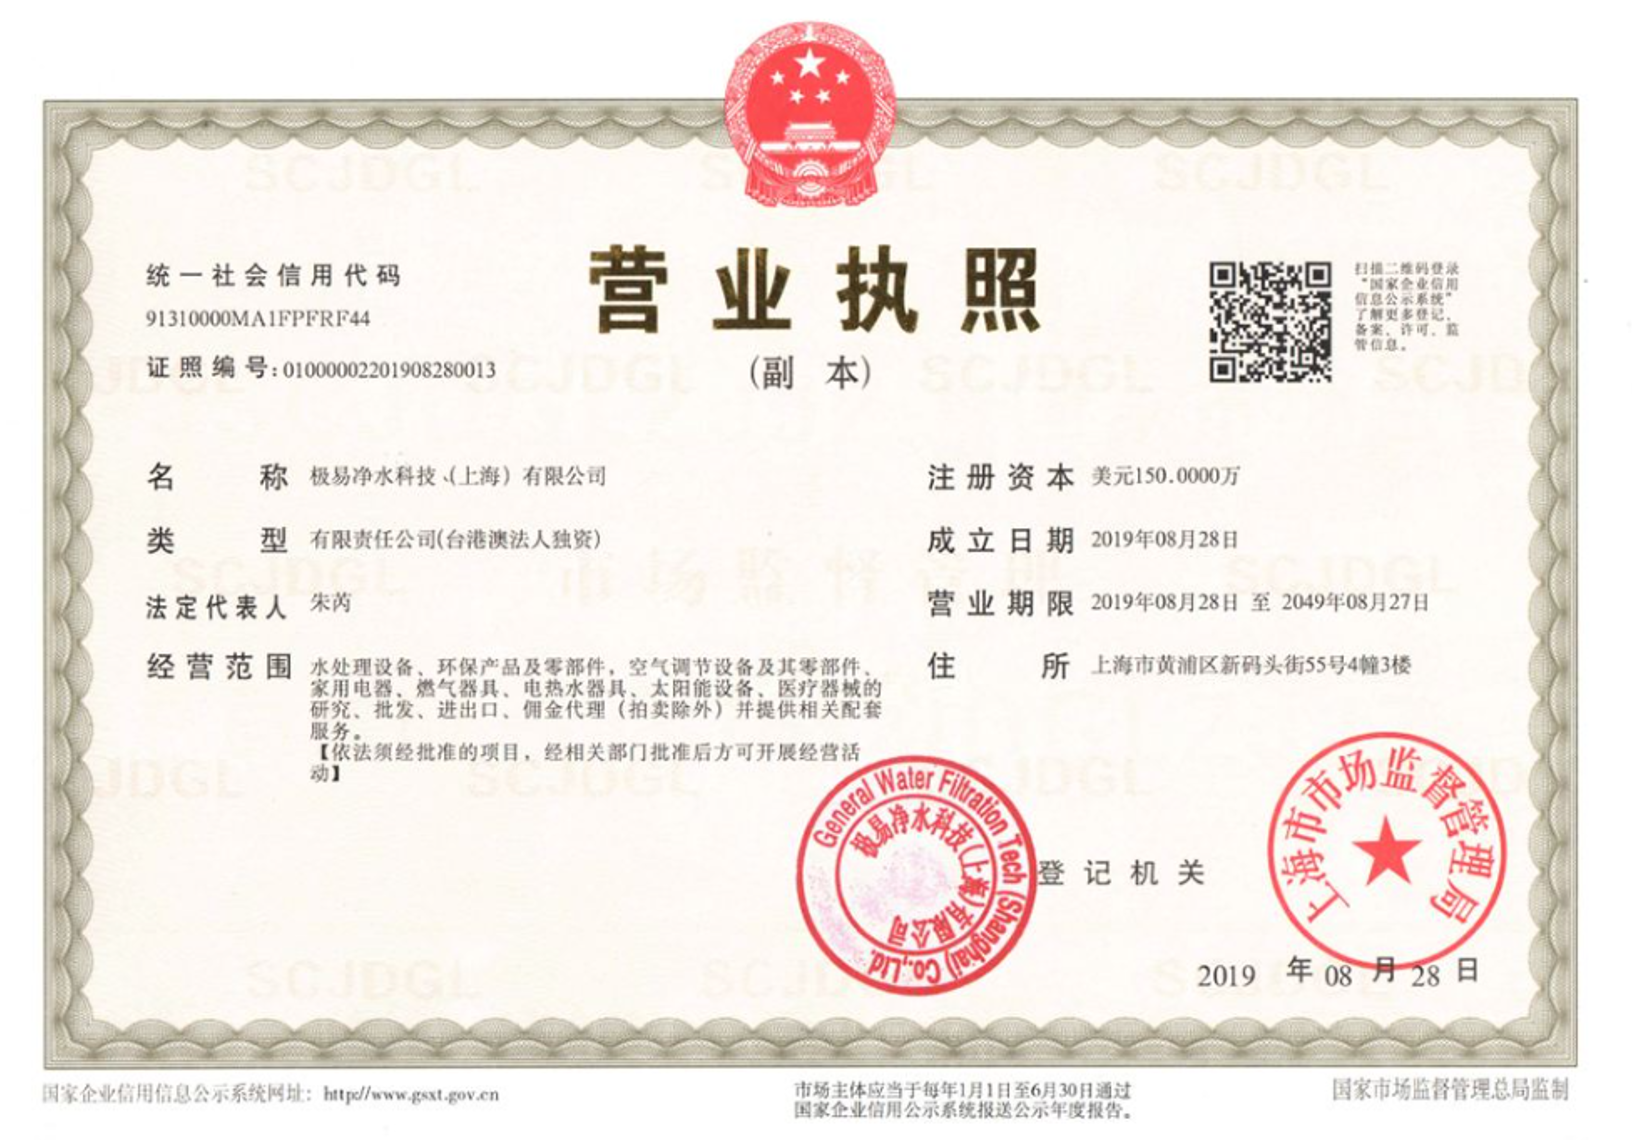 营业执照
(副 本)
统一社会信用代码
91310000MA1FPFRF44
证照编号:01000002201908280013
扫描二维码登录
“国家企业信用
信息公示系统”
了解更多登记、
备案、许可、监
管信息。
名 称 极易净水科技(上海)有限公司
类 型 有限责任公司(台港澳法人独资)
法定代表人 朱芮
经营范围 水处理设备、环保产品及零部件，空气调节设备及其零部件、
家用电器、燃气器具、电热水器具、太阳能设备、医疗器械的
研究、批发、进出口、佣金代理（拍卖除外）并提供相关配套
服务。
【依法须经批准的项目，经相关部门批准后方可开展经营活
动】
注册资本 美元150.0000万
成立日期 2019年08月28日
营业期限 2019年08月28日 至 2049年08月27日
住 所 上海市黄浦区新码头街55号4幢3楼
General Water Filtration Tech (Shanghai) Co.,Ltd.
极易净水科技(上海)有限公司
登记机关
上海市市场监督管理局
2019 年 08 月 28 日
国家企业信用信息公示系统网址：http//www.gsxt.gov.cn
市场主体应当于每年1月1日至6月30日通过
国家企业信用公示系统报送公示年度报告。
国家市场监督管理总局监制
SCJDGL
市场监督管理